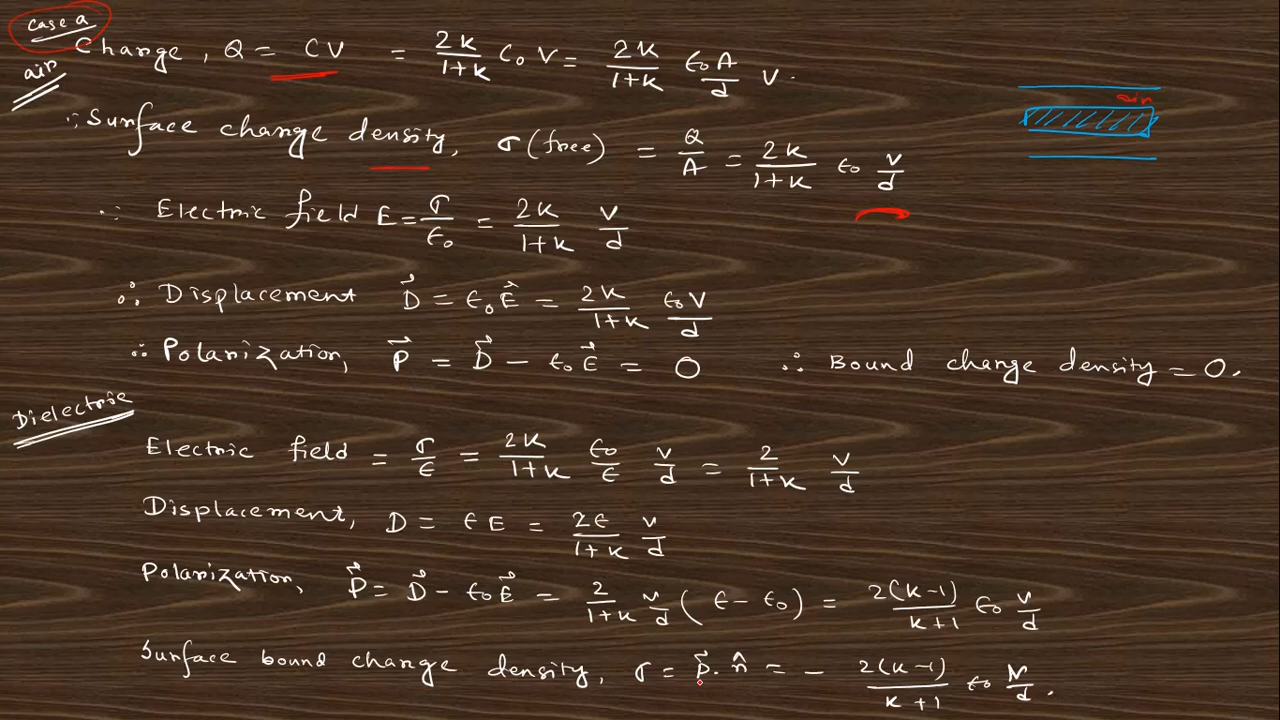 Case a
Charge, Q = CV = 2K/1+K C₀ V = 2K/1+K ϵ₀A/d V.
air
∴ Surface charge density, σ(free) = Q/A = 2K/1+K ϵ₀ V/d
air
∴ Electric field E = σ/ϵ₀ = 2K/1+K V/d
∴ Displacement D⃗ = ϵ₀E⃗ = 2K/1+K ϵ₀V/d
∴ Polarization, P⃗ = D⃗ − ϵ₀E⃗ = 0 ∴ Bound charge density = 0.
Dielectric
Electric field = σ/ϵ = 2K/1+K ϵ₀/ϵ V/d = 2/1+K V/d
Displacement, D = ϵE = 2ϵ/1+K V/d
Polarization, P⃗ = D⃗ − ϵ₀E⃗ = 2/1+K V/d (ϵ − ϵ₀) = 2(K−1)/K+1 ϵ₀ V/d
Surface bound charge density, σ = P⃗.n̂ = − 2(K−1)/K+1 ϵ₀ V/d.